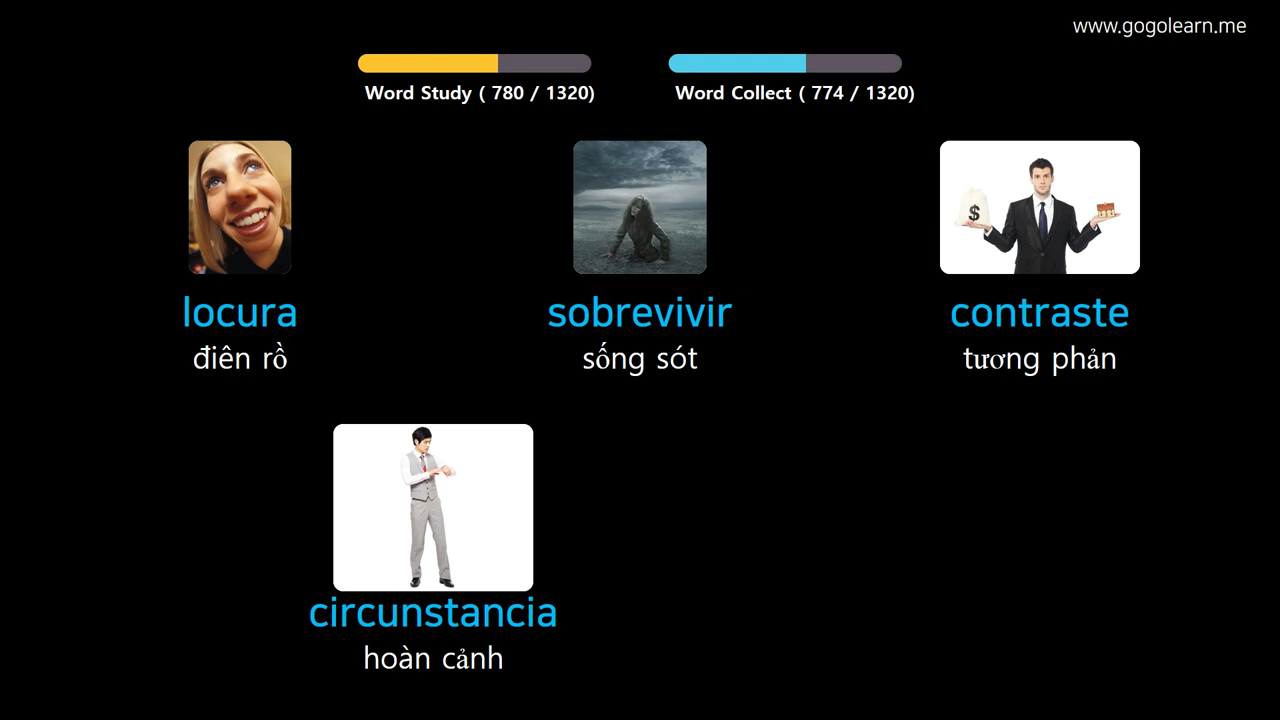 www.gogolearn.me
Word Study ( 780 / 1320)
Word Collect ( 774 / 1320)
$
locura
sobrevivir
contraste
điên rồ
sống sót
tương phản
circunstancia
hoàn cảnh